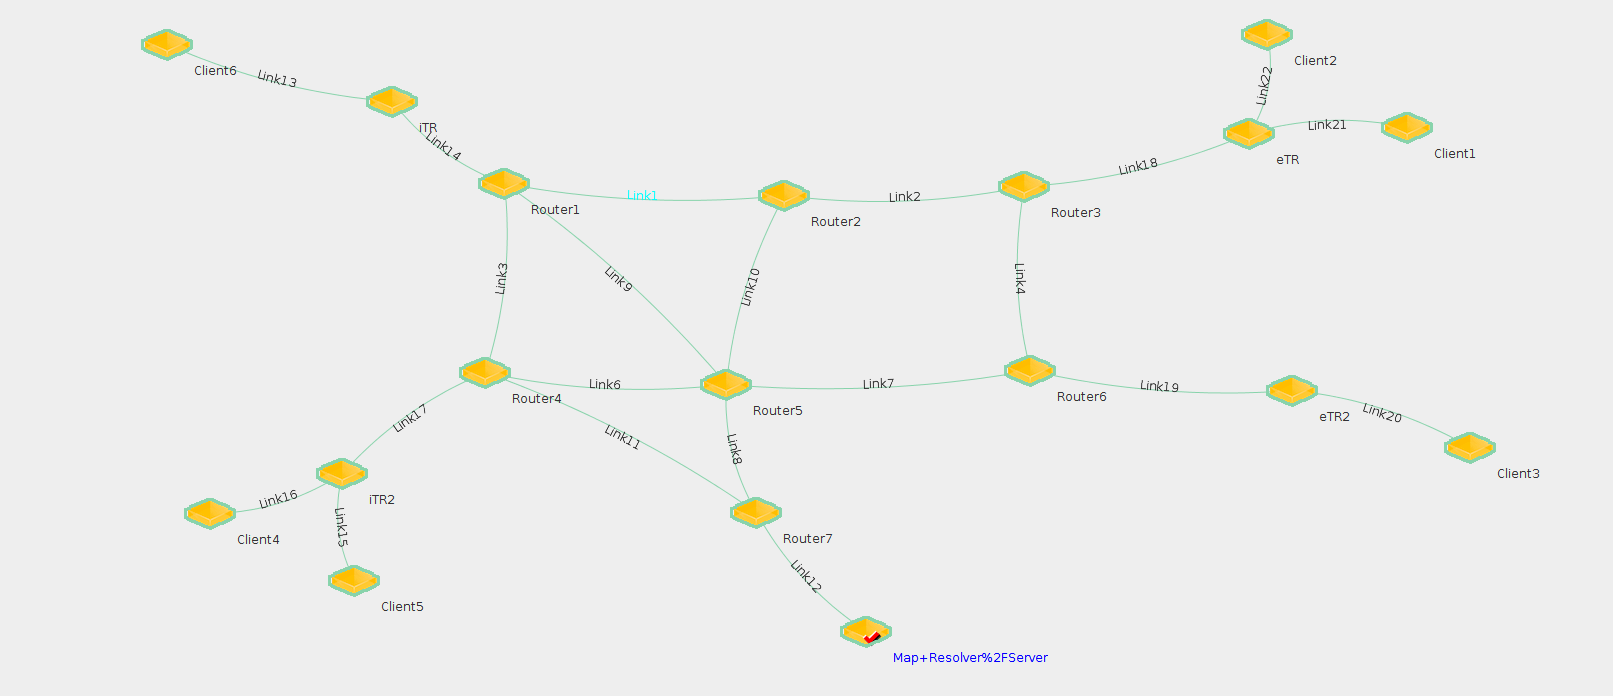 Client2
Client6
Link13
Link22
iTR
Link14
Link21
eTR
Client1
Link18
Link1
Link2
Router1
Router2
Router3
Link3
Link9
Link10
Link4
Link6
Link7
Link19
Router4
Router5
Router6
eTR2
Link20
Link17
Link11
Link8
Client3
Link16
iTR2
Link15
Client4
Router7
Link12
Client5
Map+Resolver%2FServer